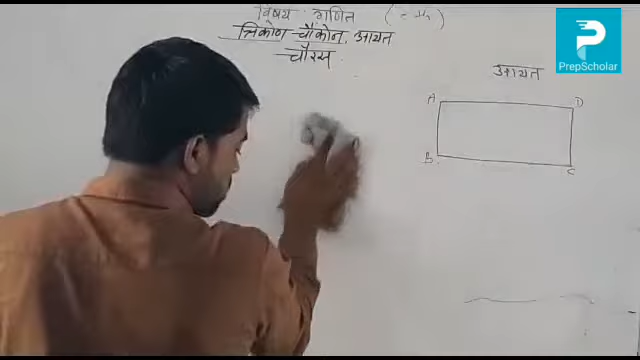 विषय: गणित
त्रिकोण चौकोन, आयत
चौरस
PrepScholar
आयत
A D
B C